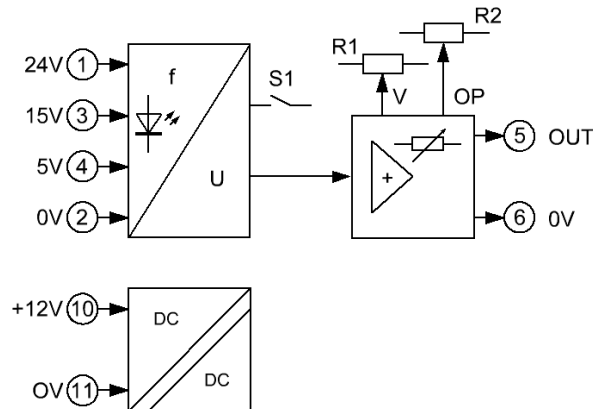 R2
R1
24V 1
f
S1
V
OP
15V 3
5 OUT
5V 4
U
+
0V 2
6 0V
+12V 10
DC
OV 11
DC